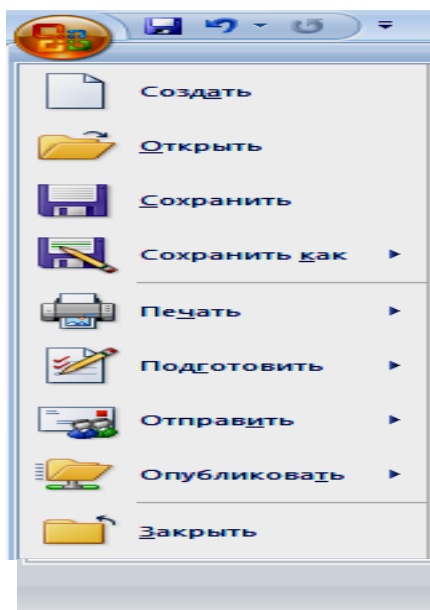 Создать
Открыть
Сохранить
Сохранить как
Печать
Подготовить
Отправить
Опубликовать
Закрыть